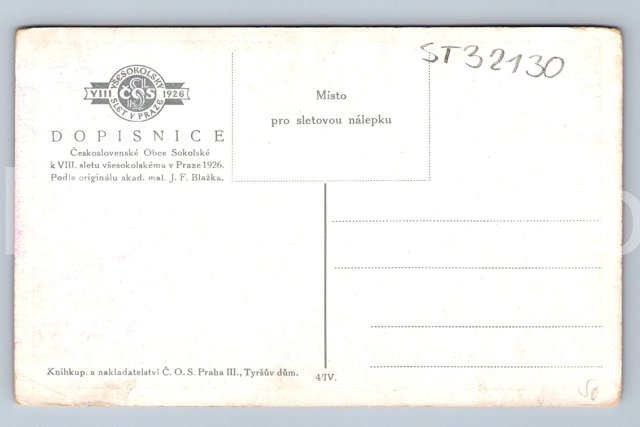 VŠESOKOLSKÝ
VIII ČOS 1926
SLET V PRAZE
DOPISNICE
Československé Obce Sokolské
k VIII. sletu všesokolskému v Praze 1926.
Podle originálu akad. mal. J. F. Blažka.
Místo
pro sletovou nálepku
ST32130
Knihkup. a nakladatelství Č. O. S. Praha III., Tyršův dům.
4/IV.
50